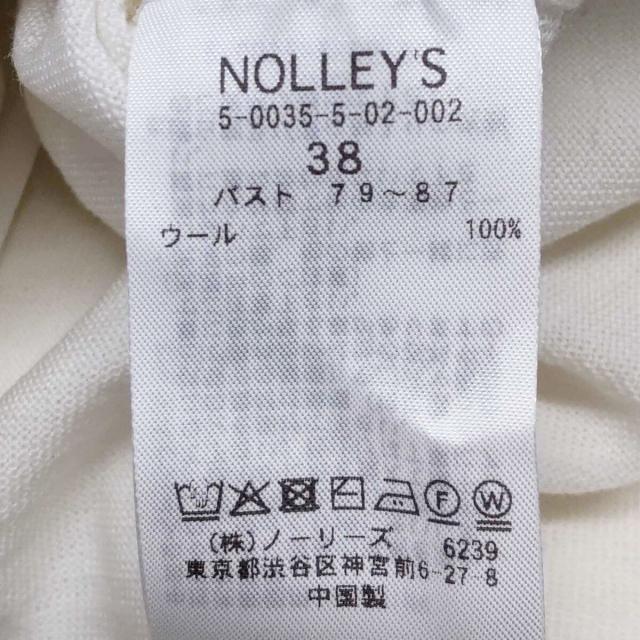 NOLLEY'S
5-0035-5-02-002
38
バスト 79～87
ウール 100%
F W
(株)ノーリーズ 6239
東京都渋谷区神宮前6-27-8
中国製